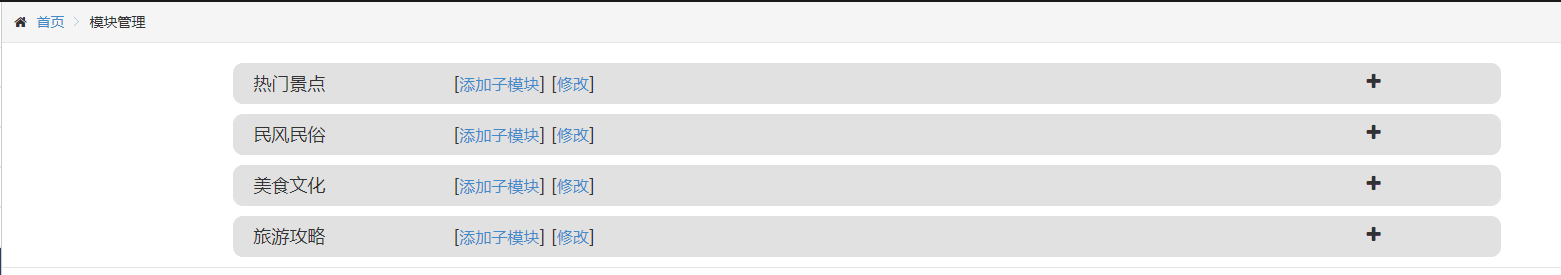 首页 > 模块管理
热门景点 [添加子模块] [修改] +
民风民俗 [添加子模块] [修改] +
美食文化 [添加子模块] [修改] +
旅游攻略 [添加子模块] [修改] +